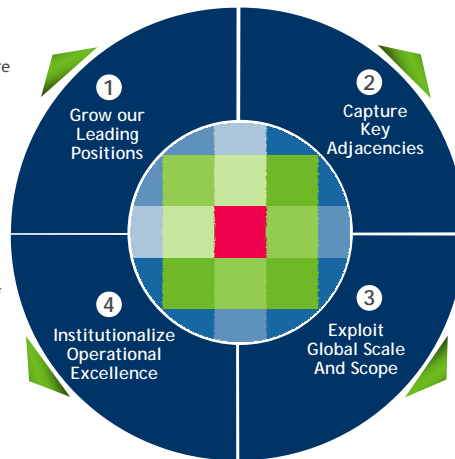 re
1
Grow our
Leading
Positions
2
Capture
Key
Adjacencies
3
Exploit
Global Scale
And Scope
4
Institutionalize
Operational
Excellence